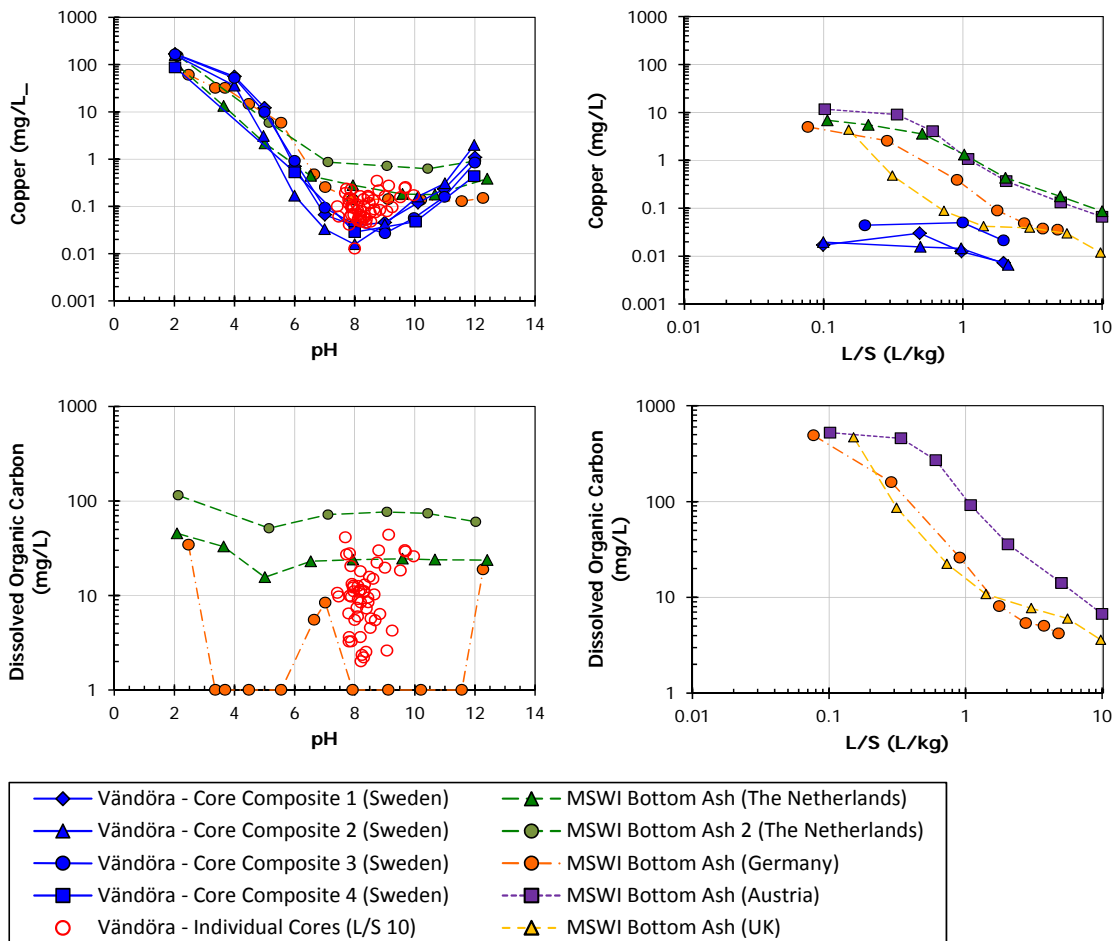 1000
100
10
1
0.1
0.01
0.001
Copper (mg/L_
0 2 4 6 8 10 12 14
pH
1000
100
10
1
0.1
0.01
0.001
Copper (mg/L)
0.01 0.1 1 10
L/S (L/kg)
1000
100
10
1
Dissolved Organic Carbon
(mg/L)
0 2 4 6 8 10 12 14
pH
1000
100
10
1
Dissolved Organic Carbon
(mg/L)
0.01 0.1 1 10
L/S (L/kg)
Vändöra - Core Composite 1 (Sweden)
Vändöra - Core Composite 2 (Sweden)
Vändöra - Core Composite 3 (Sweden)
Vändöra - Core Composite 4 (Sweden)
Vändöra - Individual Cores (L/S 10)
MSWI Bottom Ash (The Netherlands)
MSWI Bottom Ash 2 (The Netherlands)
MSWI Bottom Ash (Germany)
MSWI Bottom Ash (Austria)
MSWI Bottom Ash (UK)